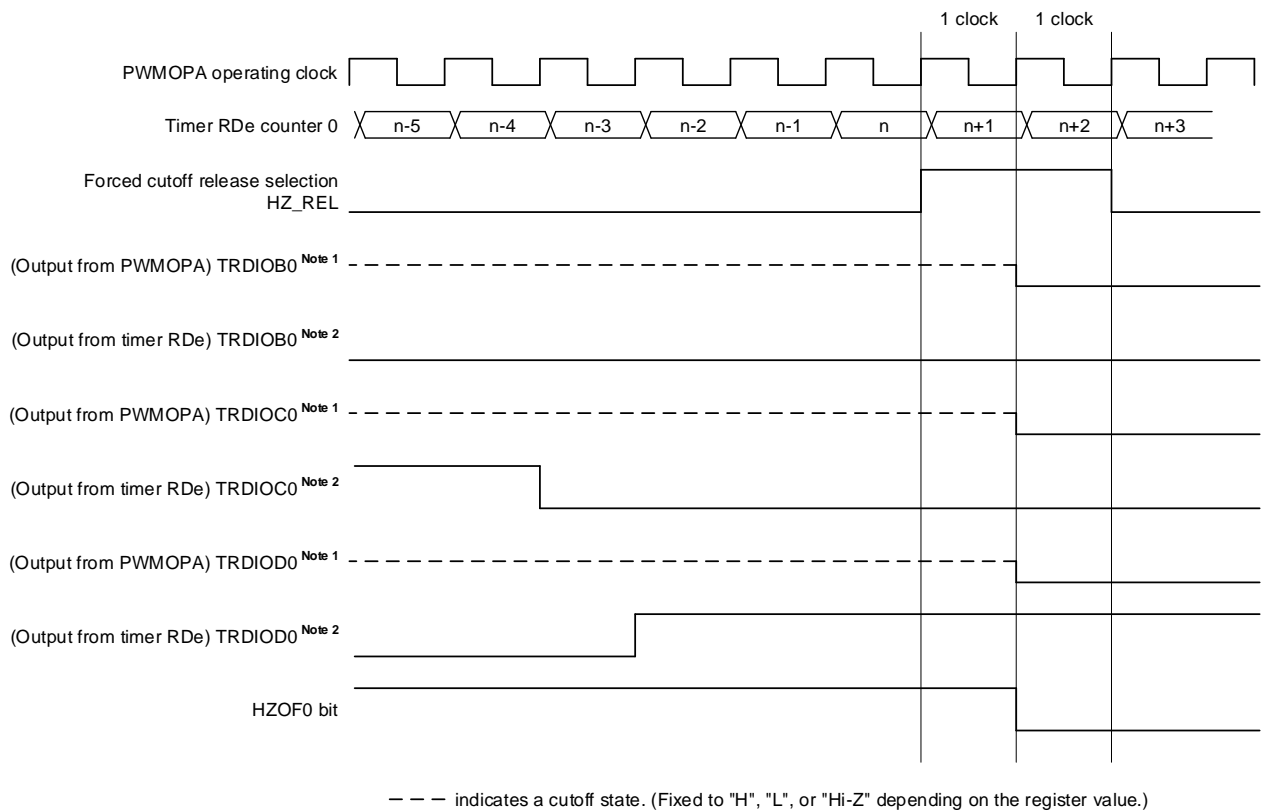 1 clock 1 clock
PWMOPA operating clock
Timer RDe counter 0 n-5 n-4 n-3 n-2 n-1 n n+1 n+2 n+3
Forced cutoff release selection
HZ_REL
(Output from PWMOPA) TRDIOB0 Note 1
(Output from timer RDe) TRDIOB0 Note 2
(Output from PWMOPA) TRDIOC0 Note 1
(Output from timer RDe) TRDIOC0 Note 2
(Output from PWMOPA) TRDIOD0 Note 1
(Output from timer RDe) TRDIOD0 Note 2
HZOF0 bit
indicates a cutoff state. (Fixed to "H", "L", or "Hi-Z" depending on the register value.)